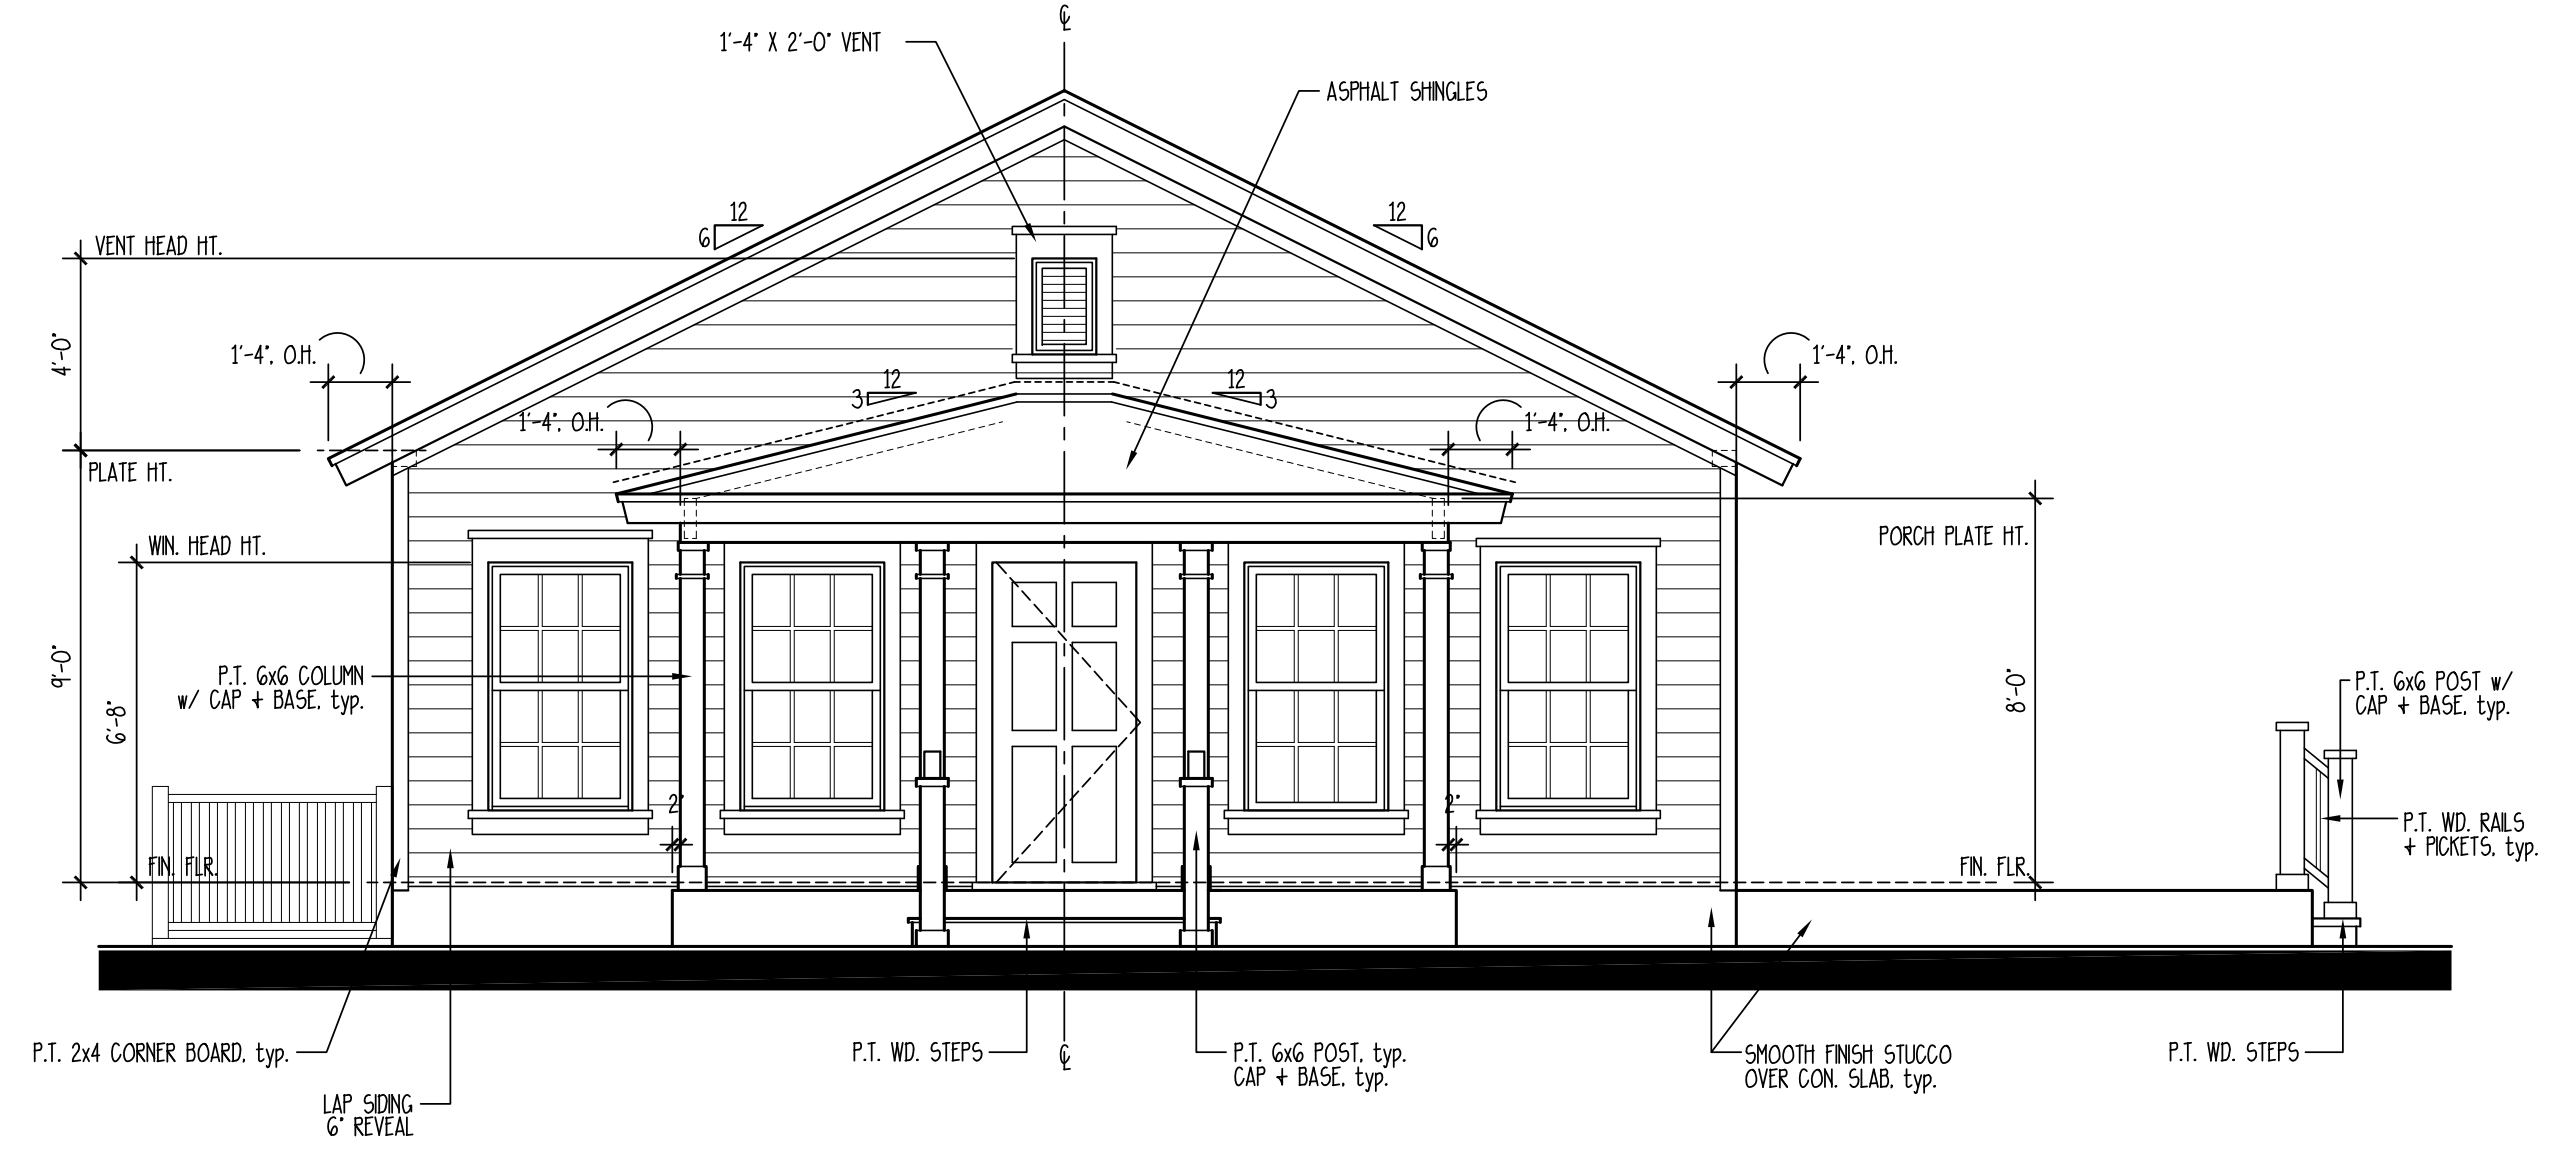 ℄
1'-4" X 2'-0" VENT
ASPHALT SHINGLES
12
6
12
6
VENT HEAD HT.
4'-0"
1'-4", O.H.
1'-4", O.H.
12
3
12
3
1'-4", O.H.
1'-4", O.H.
PLATE HT.
WIN. HEAD HT.
PORCH PLATE HT.
9'-0"
6'-8"
8'-0"
P.T. 6x6 COLUMN
w/ CAP + BASE, typ.
P.T. 6x6 POST w/
CAP + BASE, typ.
2"
2"
P.T. WD. RAILS
+ PICKETS, typ.
FIN. FLR.
FIN. FLR.
P.T. 2x4 CORNER BOARD, typ.
LAP SIDING
6" REVEAL
P.T. WD. STEPS
℄
P.T. 6x6 POST, typ.
CAP + BASE, typ.
SMOOTH FINISH STUCCO
OVER CON. SLAB, typ.
P.T. WD. STEPS